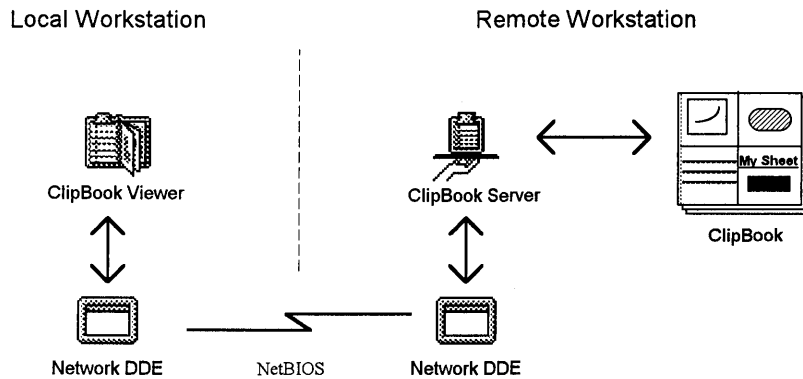 Local Workstation
Remote Workstation
ClipBook Viewer
ClipBook Server
My Sheet
ClipBook
Network DDE
NetBIOS
Network DDE